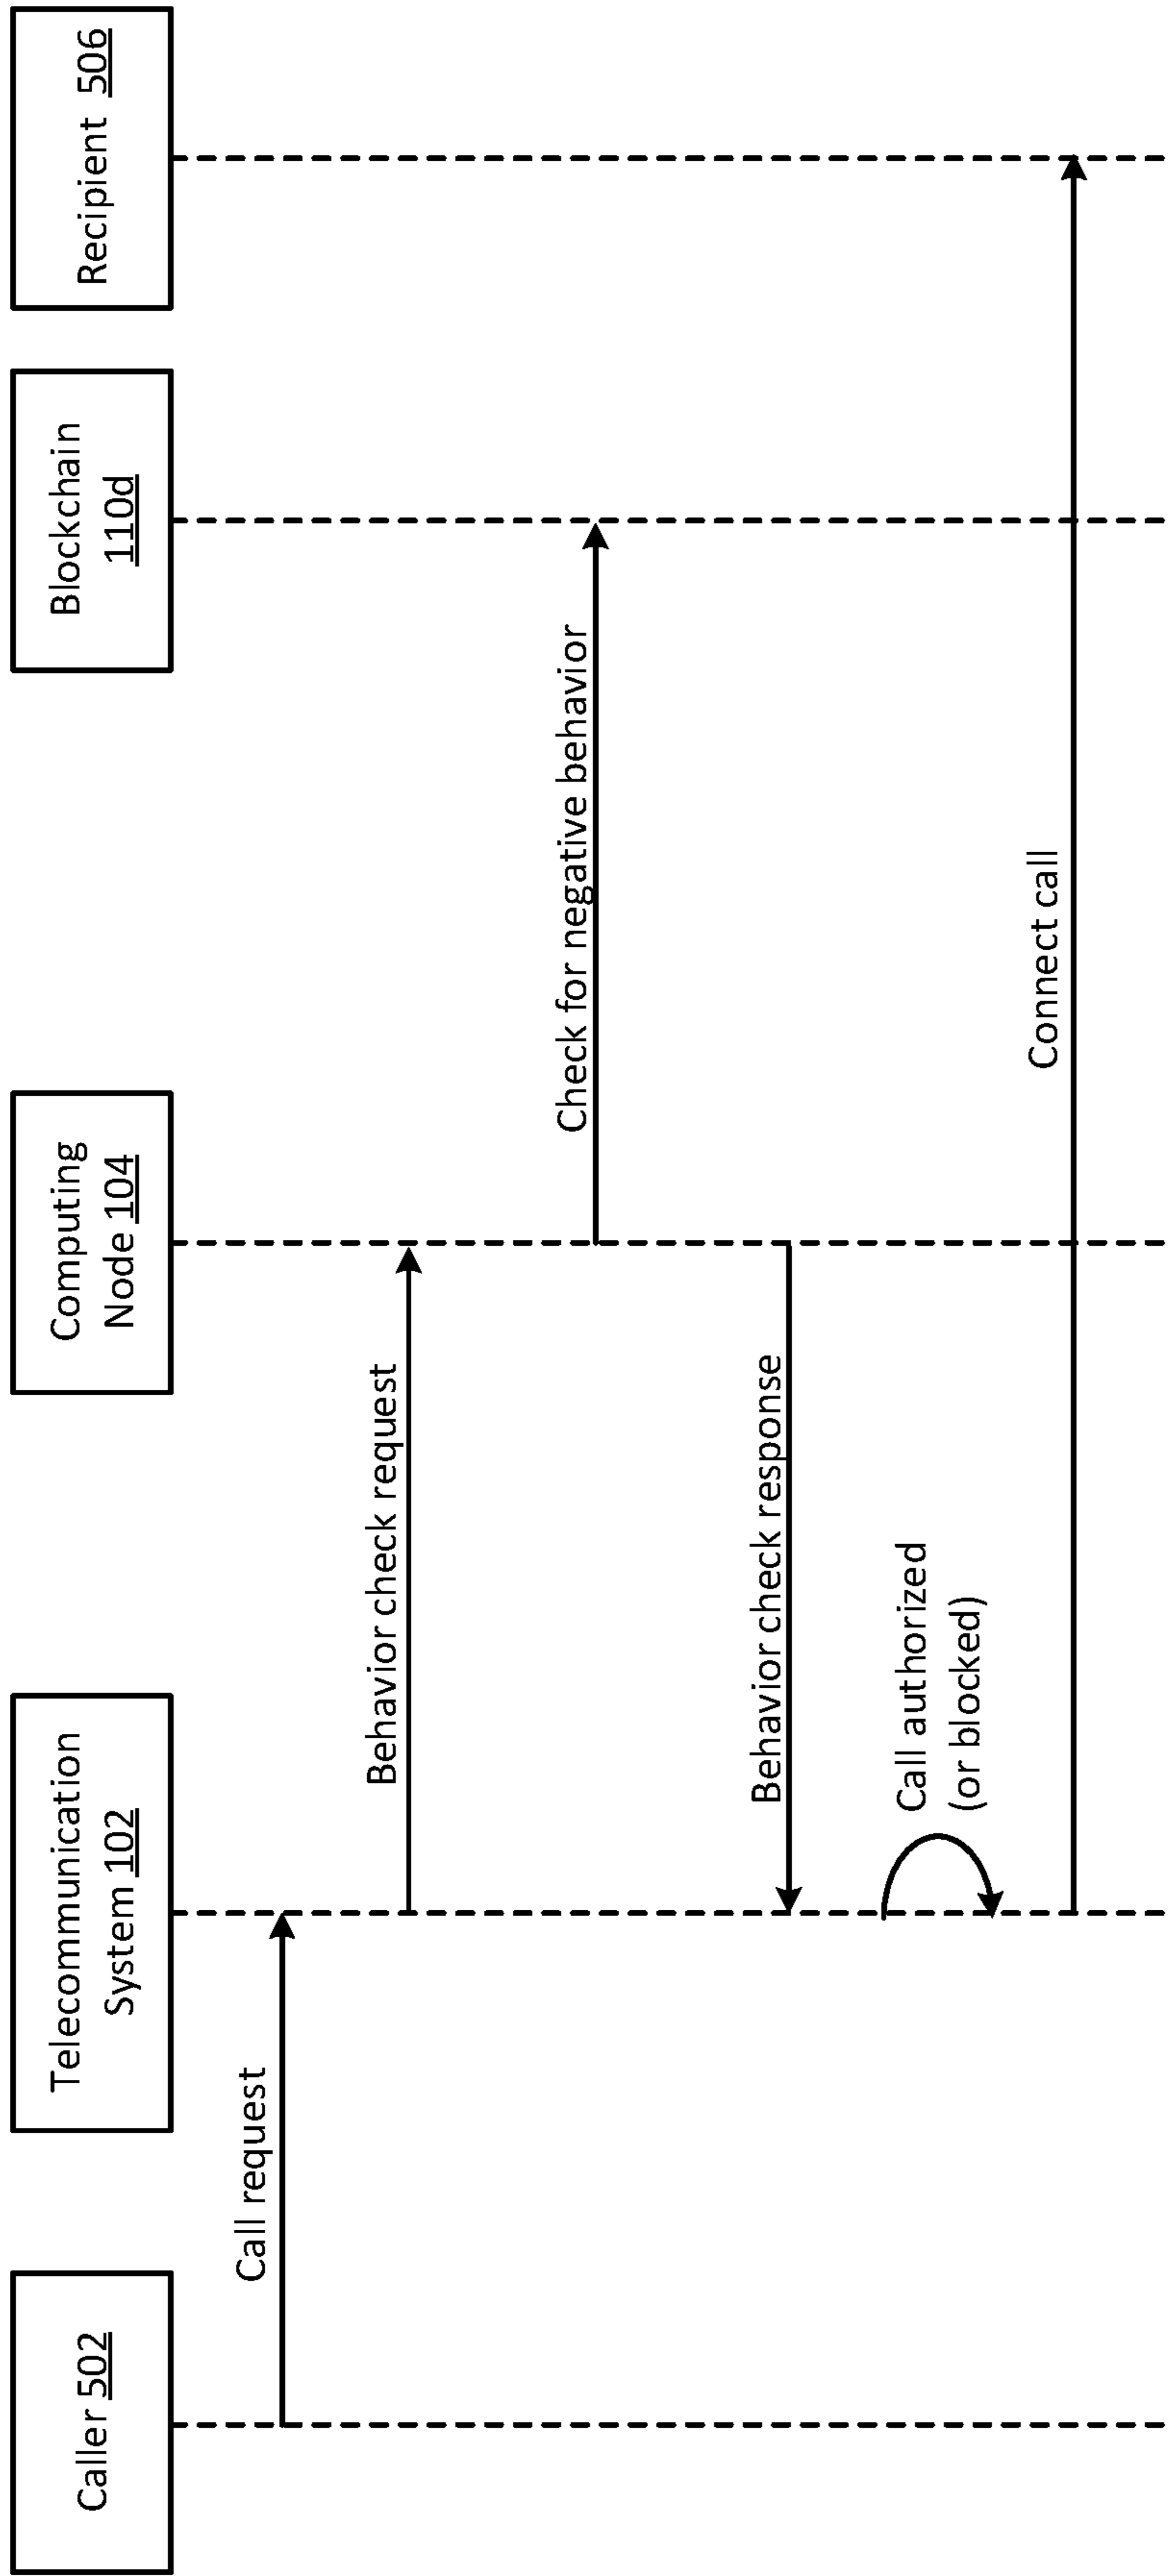 Caller 502
Telecommunication
System 102
Computing
Node 104
Blockchain
110d
Recipient 506
Call request
Behavior check request
Check for negative behavior
Behavior check response
Call authorized
(or blocked)
Connect call